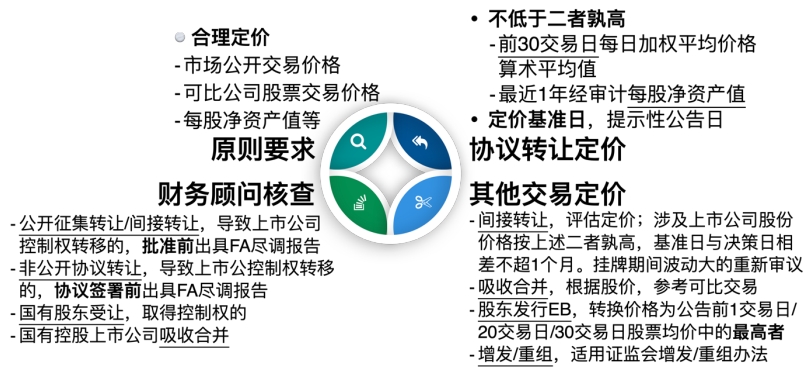 合理定价
-市场公开交易价格
-可比公司股票交易价格
-每股净资产值等
原则要求
• 不低于二者孰高
-前30交易日每日加权平均价格
算术平均值
-最近1年经审计每股净资产值
• 定价基准日，提示性公告日
协议转让定价
财务顾问核查
-公开征集转让/间接转让，导致上市公司
控制权转移的，批准前出具FA尽调报告
-非公开协议转让，导致上市公控制权转移
的，协议签署前出具FA尽调报告
-国有股东受让，取得控制权的
-国有控股上市公司吸收合并
其他交易定价
-间接转让，评估定价；涉及上市公司股份
价格按上述二者孰高，基准日与决策日相
差不超1个月。挂牌期间波动大的重新审议
-吸收合并，根据股价，参考可比交易
-股东发行EB，转换价格为公告前1交易日/
20交易日/30交易日股票均价中的最高者
-增发/重组，适用证监会增发/重组办法